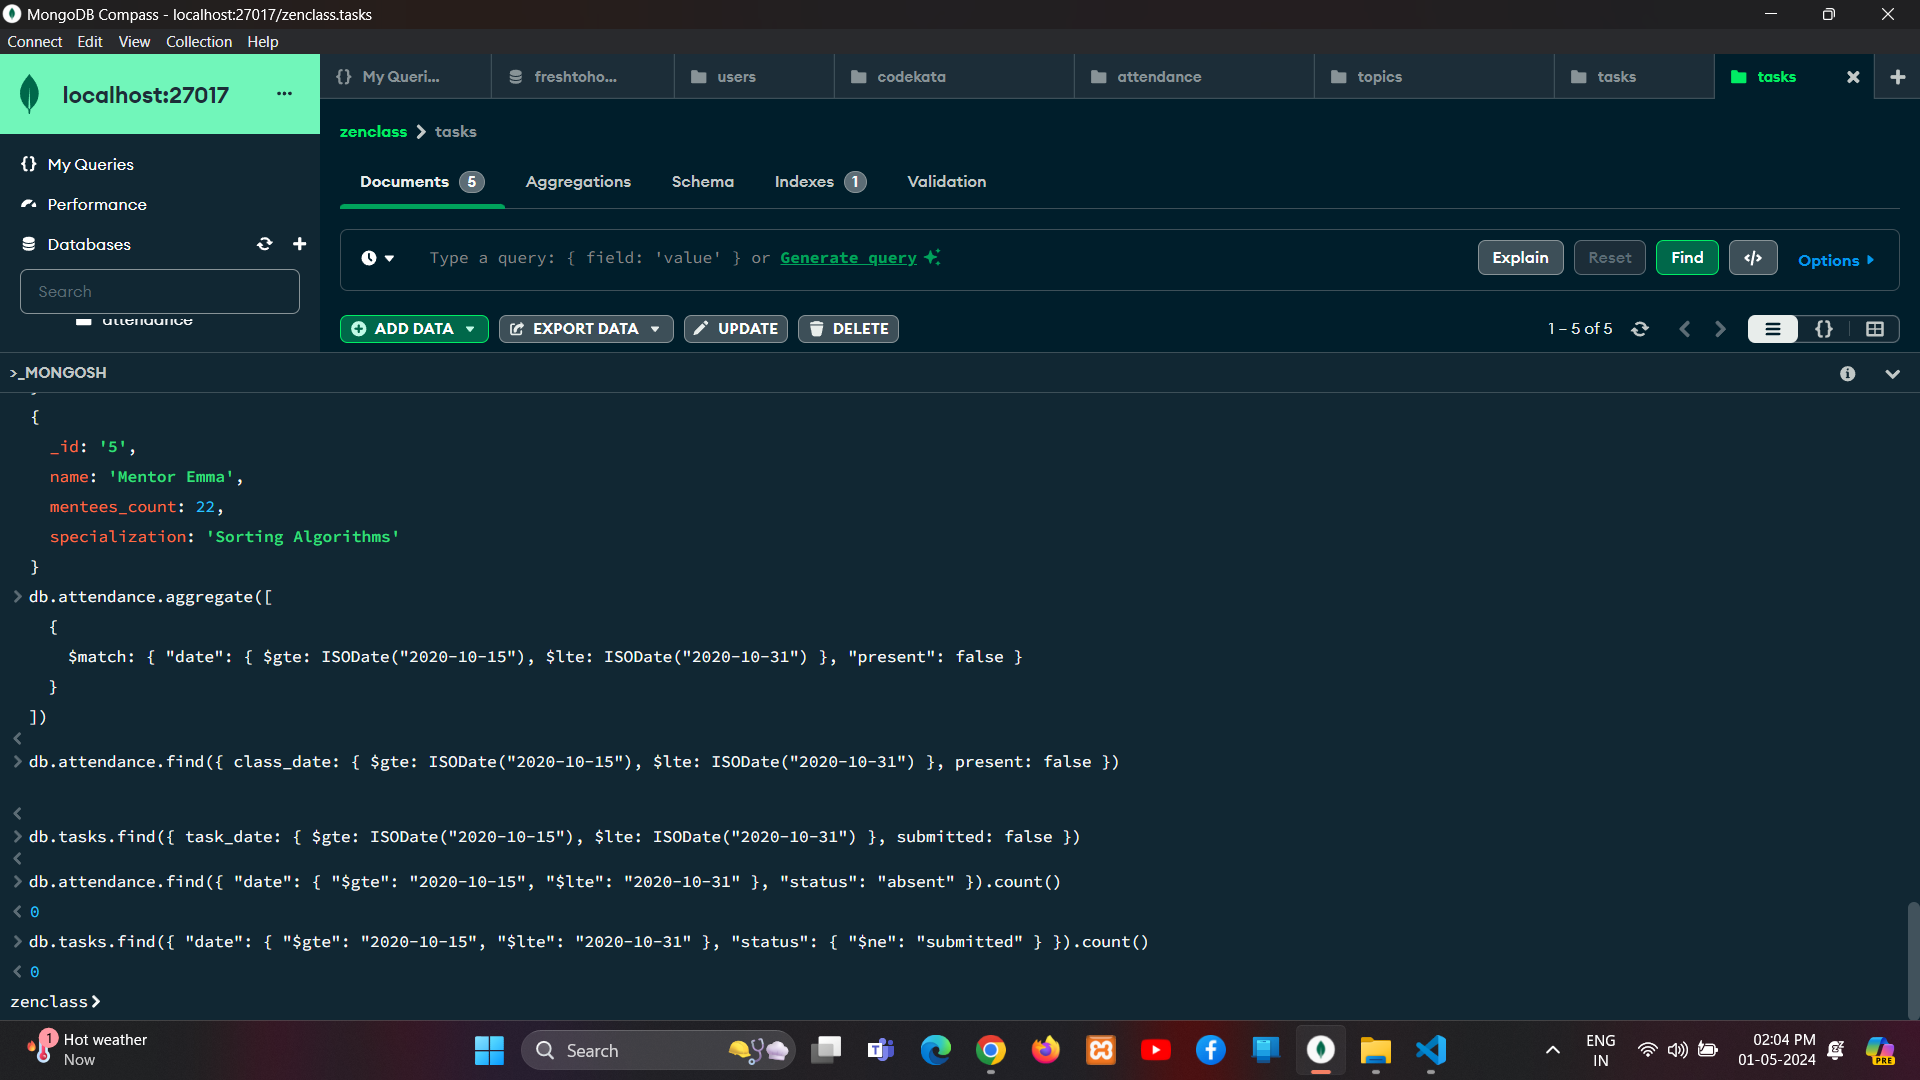 MongoDB Compass - localhost:27017/zenclass.tasks
Connect Edit View Collection Help
localhost:27017 ...
{} My Queri... freshtoho... users codekata attendance topics tasks tasks
zenclass > tasks
My Queries
Documents 5 Aggregations Schema Indexes 1 Validation
Performance
Databases
Type a query: { field: 'value' } or Generate query
Explain Reset Find </> Options
Search
attendance
ADD DATA EXPORT DATA UPDATE DELETE
1 – 5 of 5
>_MONGOSH
{
_id: '5',
name: 'Mentor Emma',
mentees_count: 22,
specialization: 'Sorting Algorithms'
}
> db.attendance.aggregate([
{
$match: { "date": { $gte: ISODate("2020-10-15"), $lte: ISODate("2020-10-31") }, "present": false }
}
])
<
> db.attendance.find({ class_date: { $gte: ISODate("2020-10-15"), $lte: ISODate("2020-10-31") }, present: false })
<
> db.tasks.find({ task_date: { $gte: ISODate("2020-10-15"), $lte: ISODate("2020-10-31") }, submitted: false })
<
> db.attendance.find({ "date": { "$gte": "2020-10-15", "$lte": "2020-10-31" }, "status": "absent" }).count()
< 0
> db.tasks.find({ "date": { "$gte": "2020-10-15", "$lte": "2020-10-31" }, "status": { "$ne": "submitted" } }).count()
< 0
zenclass>
1 Hot weather
Now
Search
ENG
IN
02:04 PM
01-05-2024
PRE